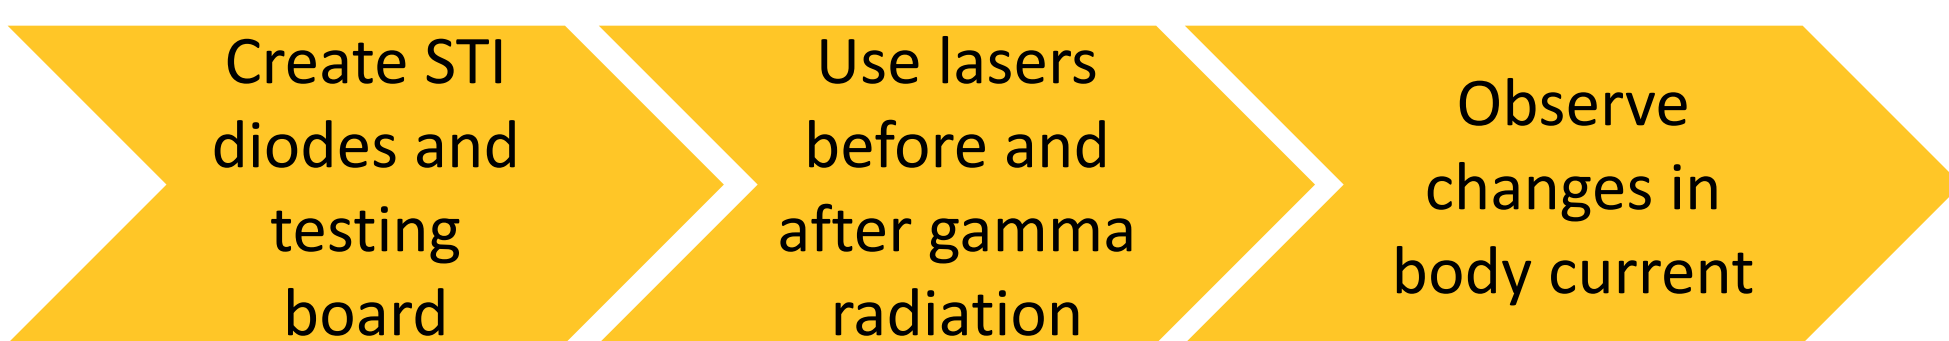 Create STI
diodes and
testing
board
Use lasers
before and
after gamma
radiation
Observe
changes in
body current